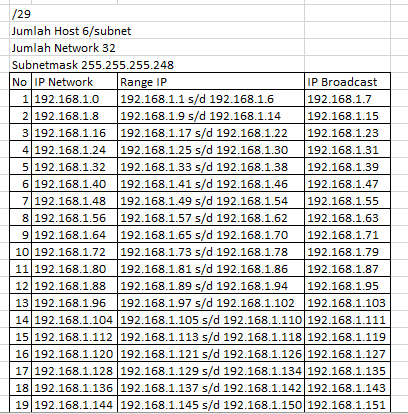 /29
Jumlah Host 6/subnet
Jumlah Network 32
Subnetmask 255.255.255.248
No IP Network Range IP IP Broadcast
1 192.168.1.0 192.168.1.1 s/d 192.168.1.6 192.168.1.7
2 192.168.1.8 192.168.1.9 s/d 192.168.1.14 192.168.1.15
3 192.168.1.16 192.168.1.17 s/d 192.168.1.22 192.168.1.23
4 192.168.1.24 192.168.1.25 s/d 192.168.1.30 192.168.1.31
5 192.168.1.32 192.168.1.33 s/d 192.168.1.38 192.168.1.39
6 192.168.1.40 192.168.1.41 s/d 192.168.1.46 192.168.1.47
7 192.168.1.48 192.168.1.49 s/d 192.168.1.54 192.168.1.55
8 192.168.1.56 192.168.1.57 s/d 192.168.1.62 192.168.1.63
9 192.168.1.64 192.168.1.65 s/d 192.168.1.70 192.168.1.71
10 192.168.1.72 192.168.1.73 s/d 192.168.1.78 192.168.1.79
11 192.168.1.80 192.168.1.81 s/d 192.168.1.86 192.168.1.87
12 192.168.1.88 192.168.1.89 s/d 192.168.1.94 192.168.1.95
13 192.168.1.96 192.168.1.97 s/d 192.168.1.102 192.168.1.103
14 192.168.1.104 192.168.1.105 s/d 192.168.1.110 192.168.1.111
15 192.168.1.112 192.168.1.113 s/d 192.168.1.118 192.168.1.119
16 192.168.1.120 192.168.1.121 s/d 192.168.1.126 192.168.1.127
17 192.168.1.128 192.168.1.129 s/d 192.168.1.134 192.168.1.135
18 192.168.1.136 192.168.1.137 s/d 192.168.1.142 192.168.1.143
19 192.168.1.144 192.168.1.145 s/d 192.168.1.150 192.168.1.151